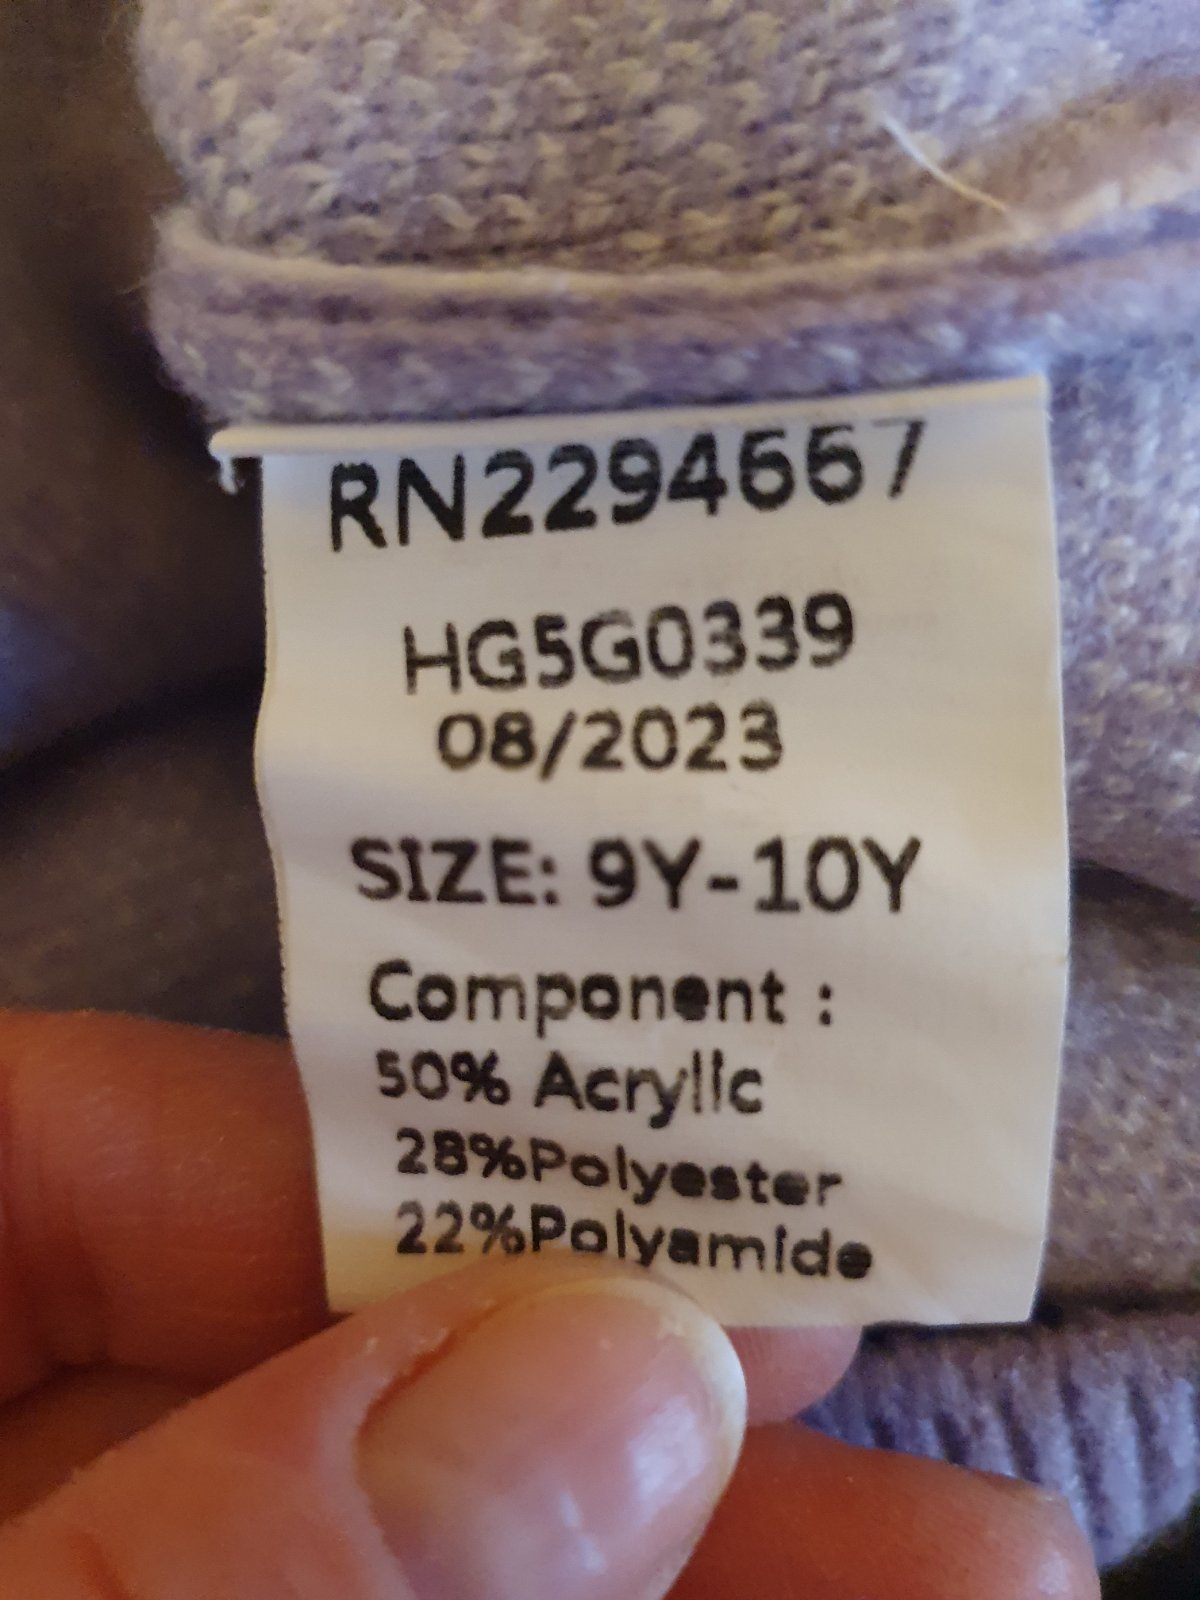 RN2294667
HG5G0339
08/2023
SIZE: 9Y-10Y
Component :
50% Acrylic
28%Polyester
22%Polyamide